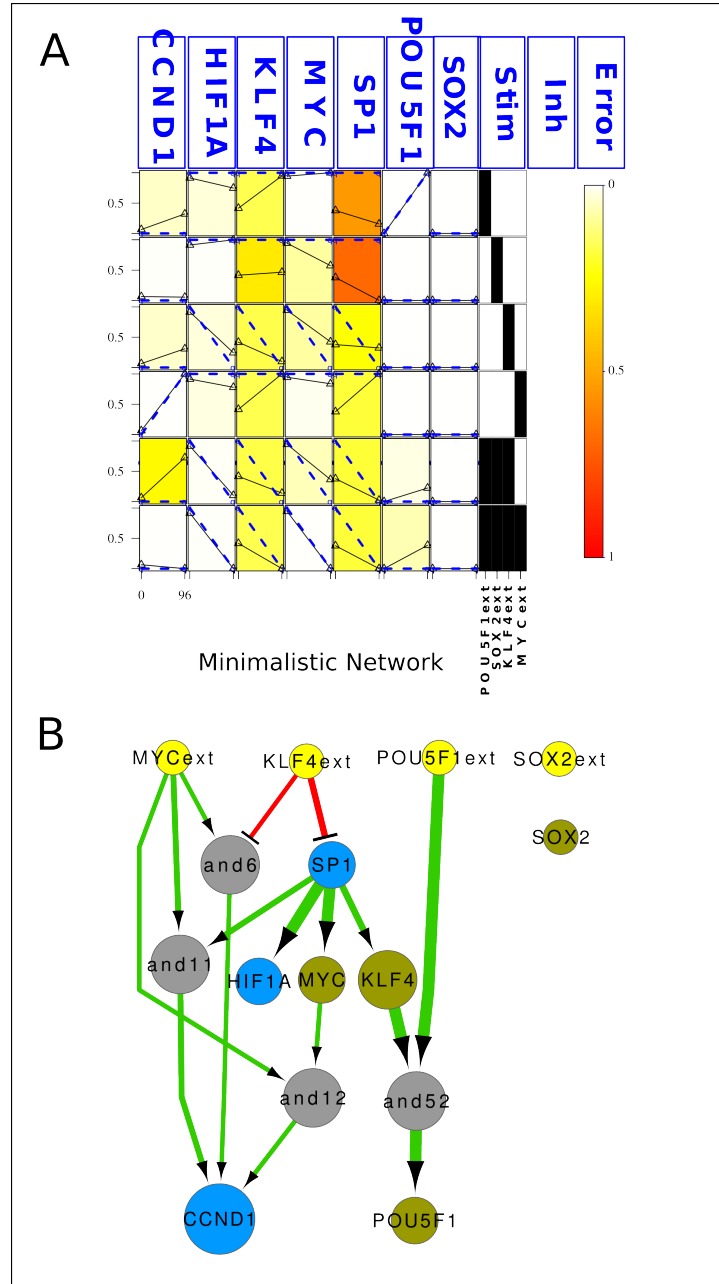 A
CCND1 HIF1A KLF4 MYC SP1 POU5F1 SOX2 Stim Inh Error
0.5
0.5
0.5
0.5
0.5
0.5
0 96
0
0.5
1
POU5F1ext
SOX2ext
KLF4ext
MYCext
Minimalistic Network
B
MYCext KLF4ext POU5F1ext SOX2ext
SOX2
and6 SP1
and11 HIF1A MYC KLF4
and12 and52
CCND1 POU5F1